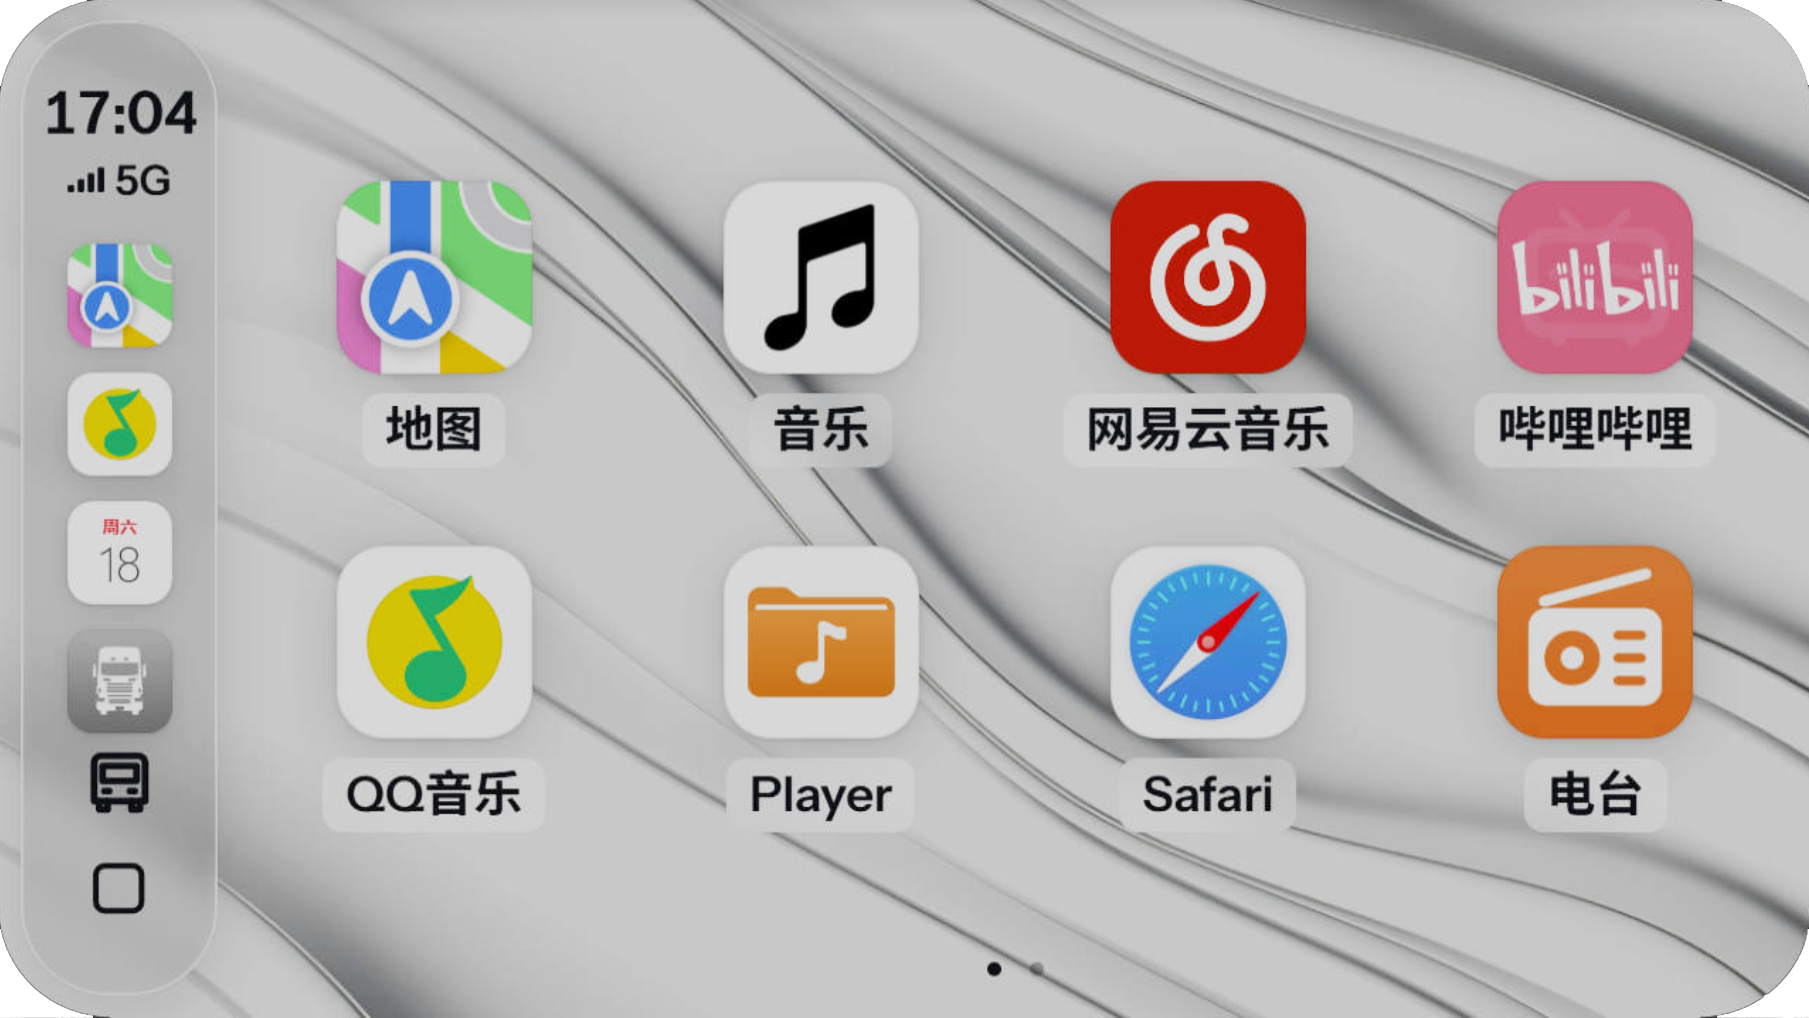 17:04
5G
周六
18
地图
音乐
网易云音乐
bilibili
哔哩哔哩
QQ音乐
Player
Safari
电台